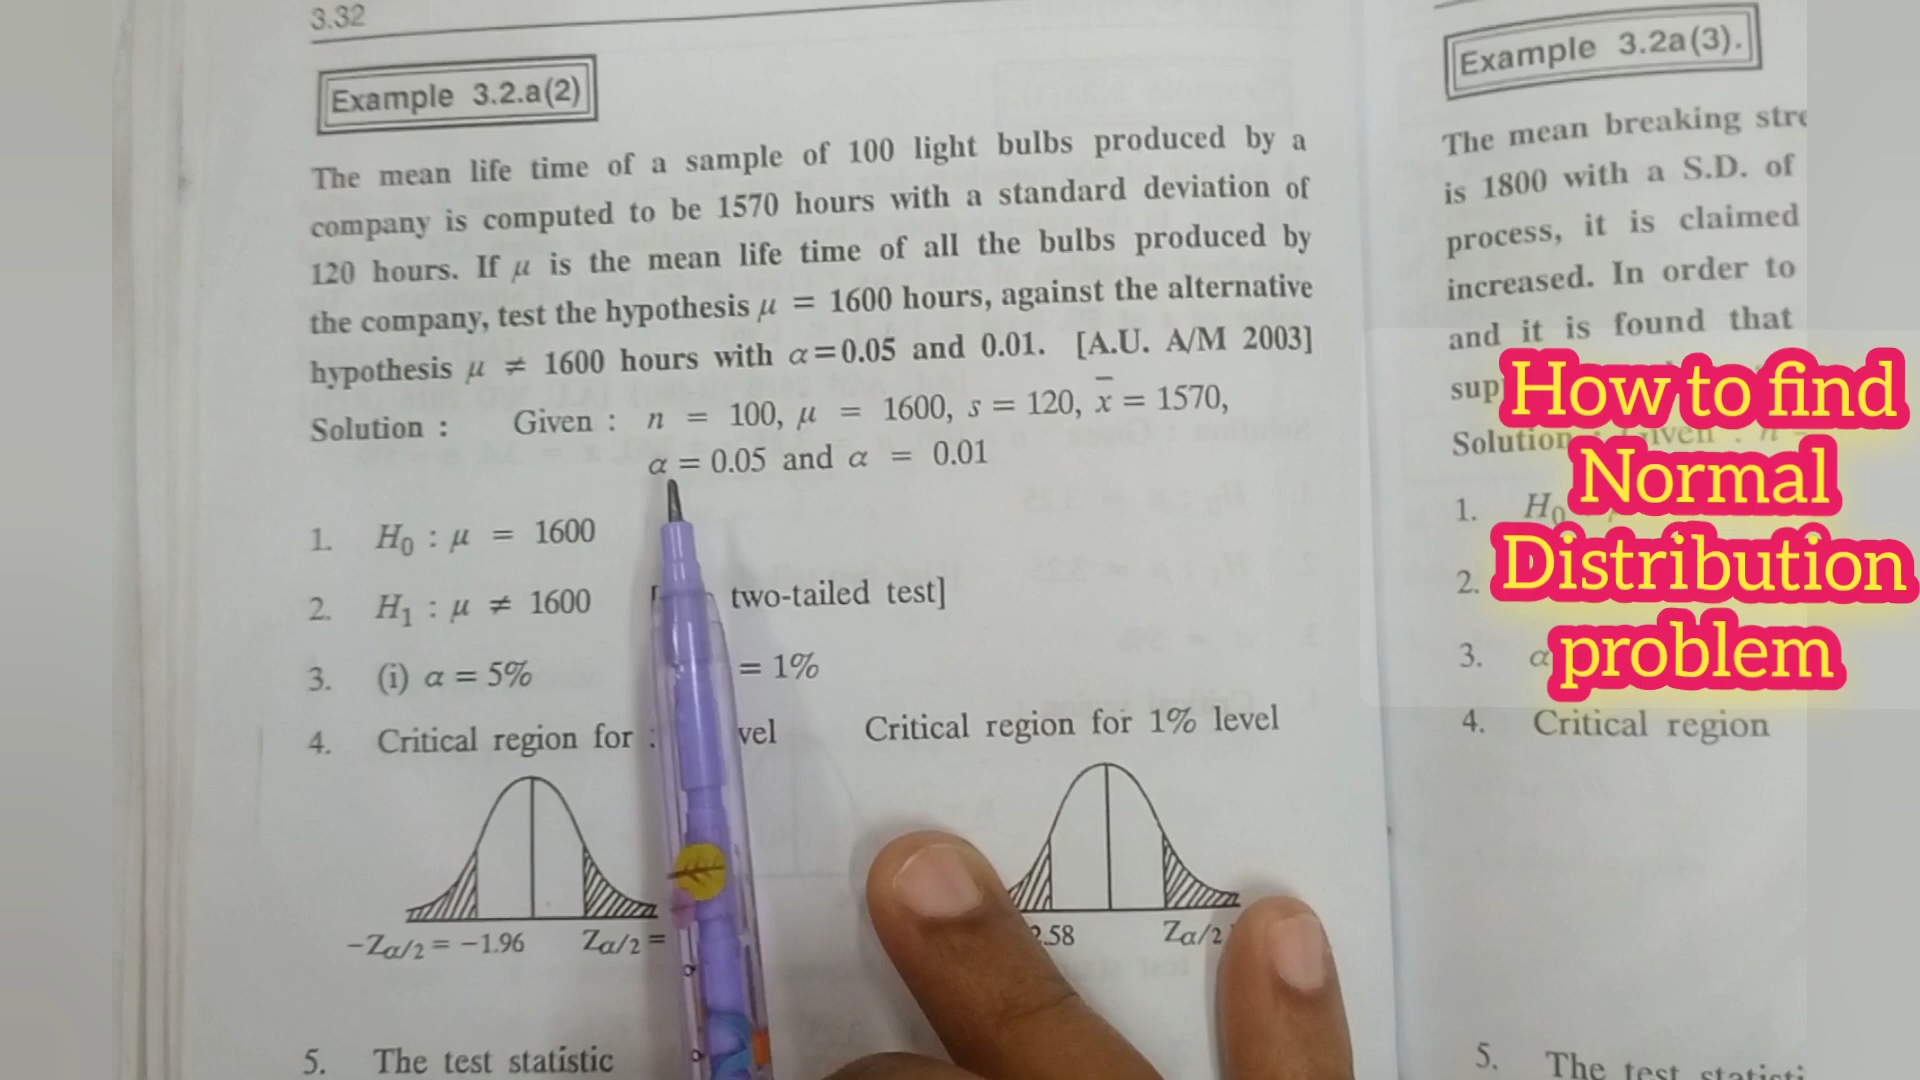 3.32
Example 3.2.a(2)
The mean life time of a sample of 100 light bulbs produced by a
company is computed to be 1570 hours with a standard deviation of
120 hours. If μ is the mean life time of all the bulbs produced by
the company, test the hypothesis μ = 1600 hours, against the alternative
hypothesis μ ≠ 1600 hours with α=0.05 and 0.01. [A.U. A/M 2003]
Solution : Given : n = 100, μ = 1600, s = 120, x̄ = 1570,
α = 0.05 and α = 0.01
1. H₀ : μ = 1600
2. H₁ : μ ≠ 1600 [ two-tailed test]
3. (i) α = 5% = 1%
4. Critical region for Critical region for 1% level
−Zα/2 = −1.96 Zα/2 = Zα/2
5. The test statistic
Example 3.2a(3).
The mean breaking
is 1800 with a S.D. of
process, it is claimed
increased. In order to
and it is found that
Solution
1. H₀
2.
3. α
4. Critical region
5. The test
How to find
Normal
Distribution
problem